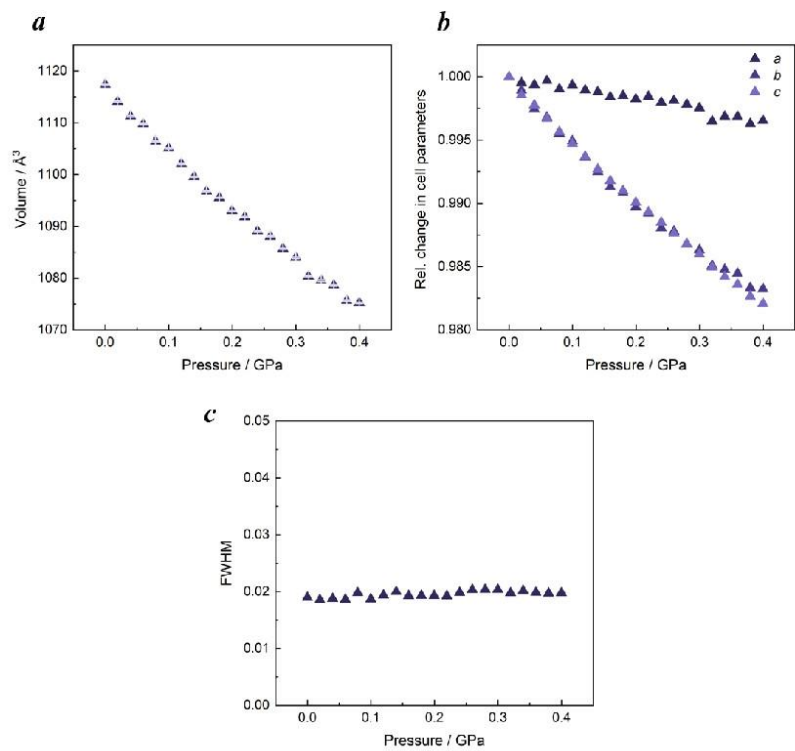 a
1120
1110
1100
1090
1080
1070
Volume / Å³
0.0 0.1 0.2 0.3 0.4
Pressure / GPa
b
1.000
0.995
0.990
0.985
0.980
Rel. change in cell parameters
a
b
c
0.0 0.1 0.2 0.3 0.4
Pressure / GPa
c
0.05
0.04
0.03
0.02
0.01
0.00
FWHM
0.0 0.1 0.2 0.3 0.4
Pressure / GPa